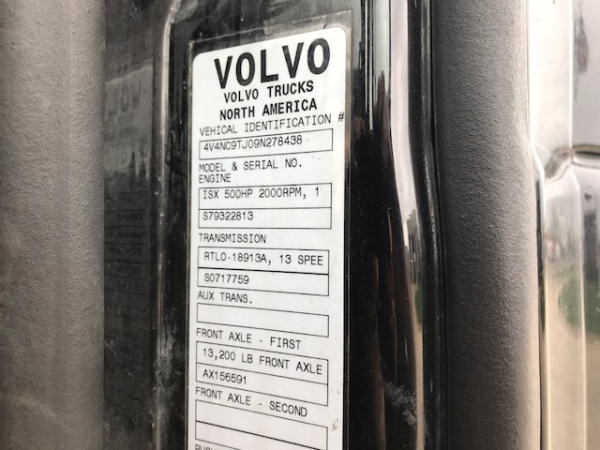 VOLVO
VOLVO TRUCKS
NORTH AMERICA
VEHICAL IDENTIFICATION #
4V4NC9TJ09N278438
MODEL & SERIAL NO.
ENGINE
ISX 500HP 2000RPM, 1
S79322813
TRANSMISSION
RTLO-18913A, 13 SPEE
S0717759
AUX TRANS.
FRONT AXLE - FIRST
13,200 LB FRONT AXLE
AX156591
FRONT AXLE - SECOND